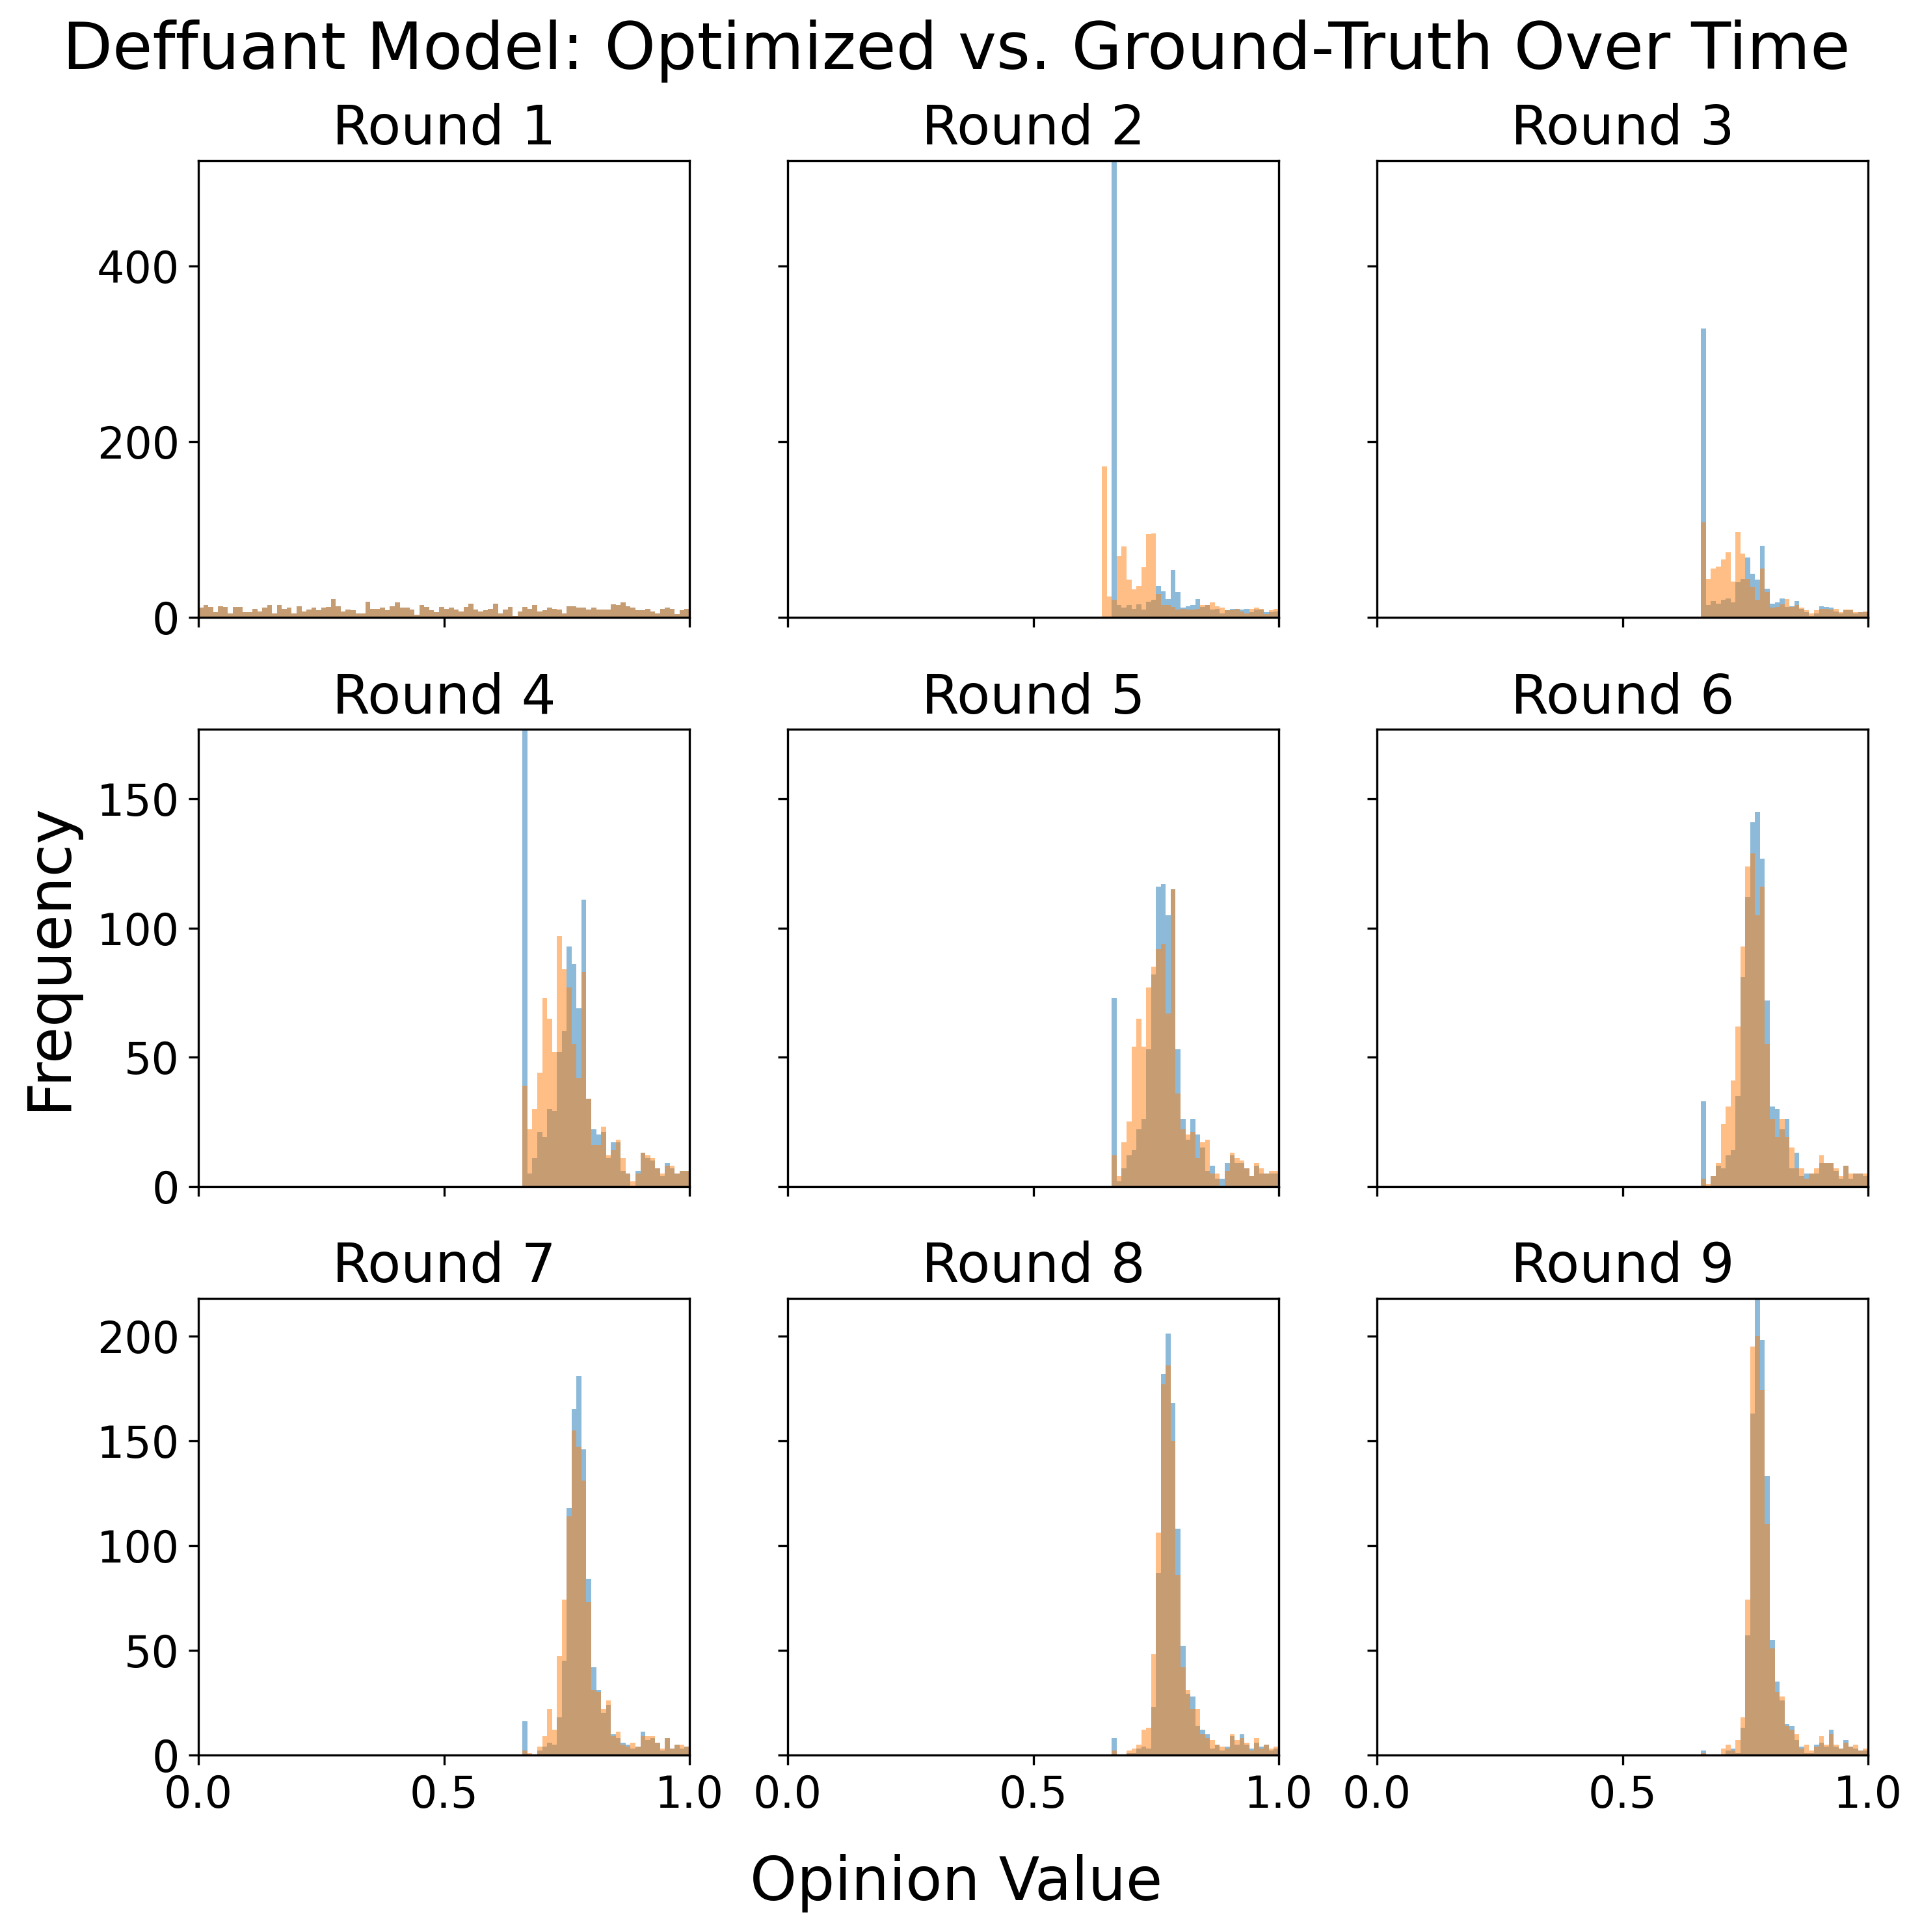 Deffuant Model: Optimized vs. Ground-Truth Over Time
Round 1
Round 2
Round 3
400
200
0
Round 4
Round 5
Round 6
150
100
50
0
Frequency
Round 7
Round 8
Round 9
200
150
100
50
0
0.0 0.5 1.0
0.0 0.5 1.0
0.0 0.5 1.0
Opinion Value